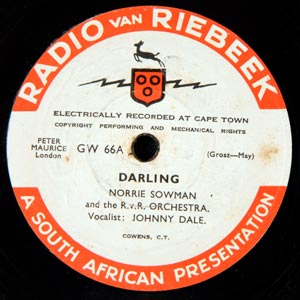 RADIO VAN RIEBEEK
ELECTRICALLY RECORDED AT CAPE TOWN
COPYRIGHT PERFORMING AND MECHANICAL RIGHTS
PETER
MAURICE
London
GW 66A
(Grosz—May)
DARLING
NORRIE SOWMAN
and the R.v.R. ORCHESTRA.
Vocalist: JOHNNY DALE.
COWENS, C.T.
A SOUTH AFRICAN PRESENTATION